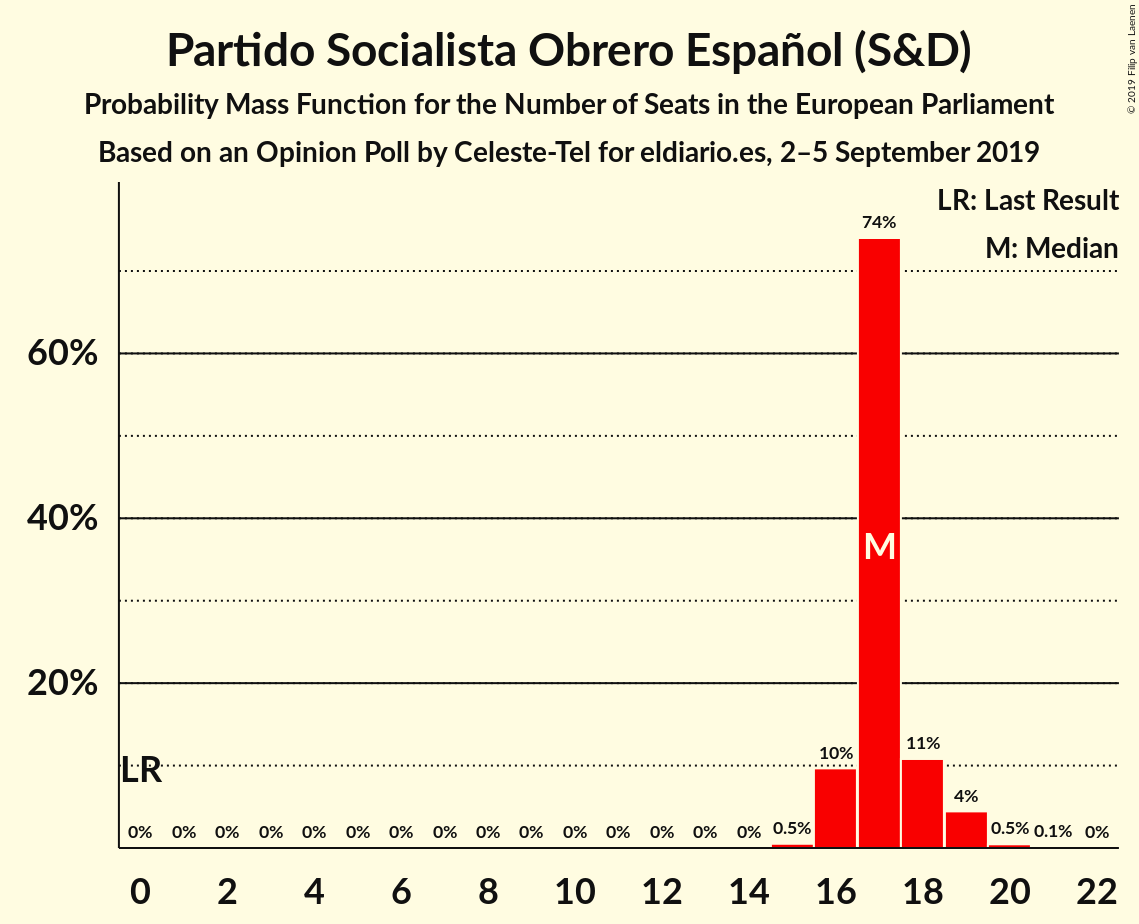 Partido Socialista Obrero Español (S&D)
Probability Mass Function for the Number of Seats in the European Parliament
Based on an Opinion Poll by Celeste-Tel for eldiario.es, 2–5 September 2019
© 2019 Filip van Laenen
LR: Last Result
M: Median
74%
60%
40%
M
20%
LR
10% 11%
4%
0% 0% 0% 0% 0% 0% 0% 0% 0% 0% 0% 0% 0% 0% 0% 0.5% 0.5% 0.1% 0%
0 2 4 6 8 10 12 14 16 18 20 22